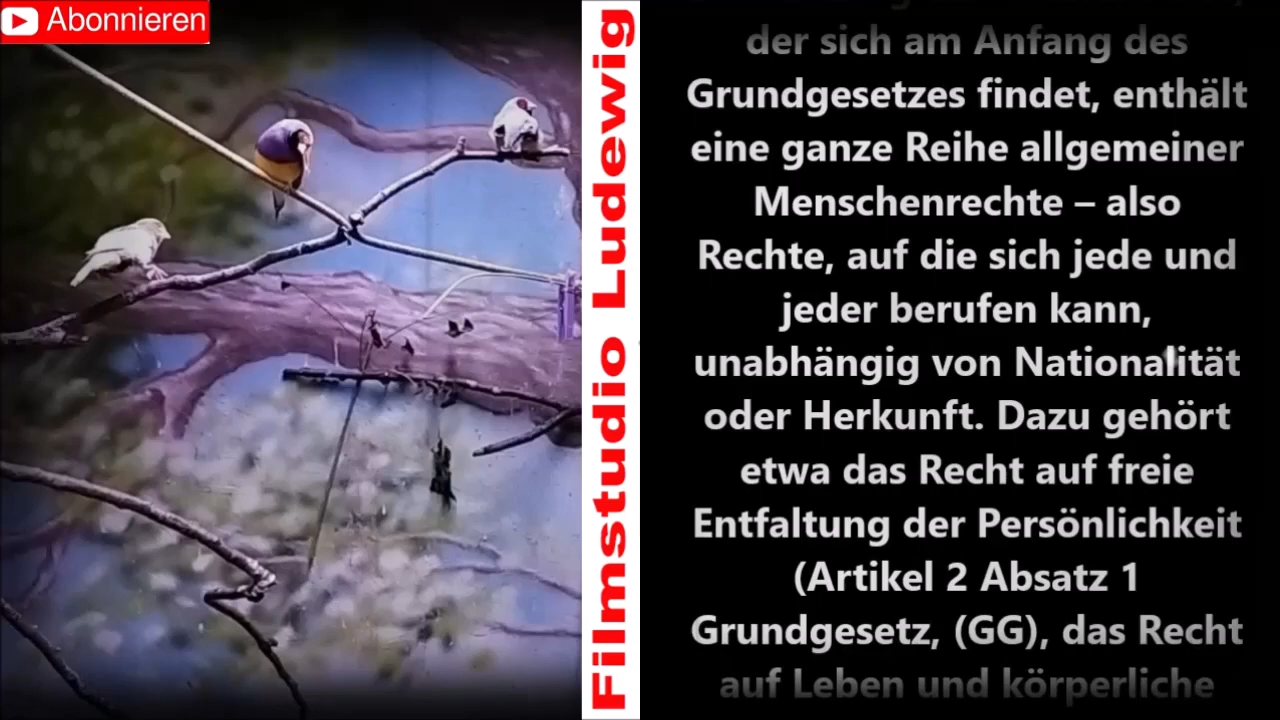 Abonnieren
Filmstudio Ludewig
der sich am Anfang des
Grundgesetzes findet, enthält
eine ganze Reihe allgemeiner
Menschenrechte – also
Rechte, auf die sich jede und
jeder berufen kann,
unabhängig von Nationalität
oder Herkunft. Dazu gehört
etwa das Recht auf freie
Entfaltung der Persönlichkeit
(Artikel 2 Absatz 1
Grundgesetz, (GG), das Recht
auf Leben und körperliche